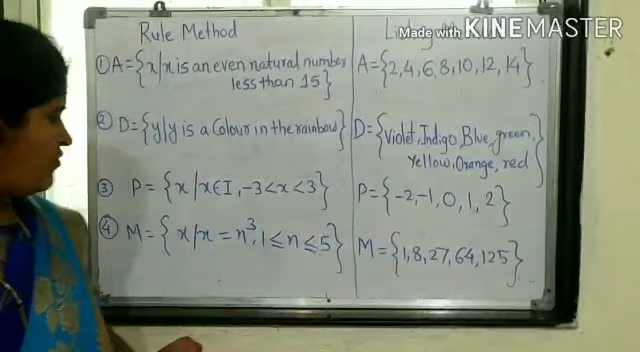 Rule Method
① A={x/x is an even natural number
less than 15}
② D={y/y is a Colour in the rainbow}
③ P={x/x∈I, -3<x<3}
④ M={x/x=n³, 1≤n≤5}
Made with KINEMASTER
Listing
A={2,4,6,8,10,12,14}
D={Violet, Indigo, Blue, green,
Yellow, Orange, red}
P={-2,-1,0,1,2}
M={1,8,27,64,125}